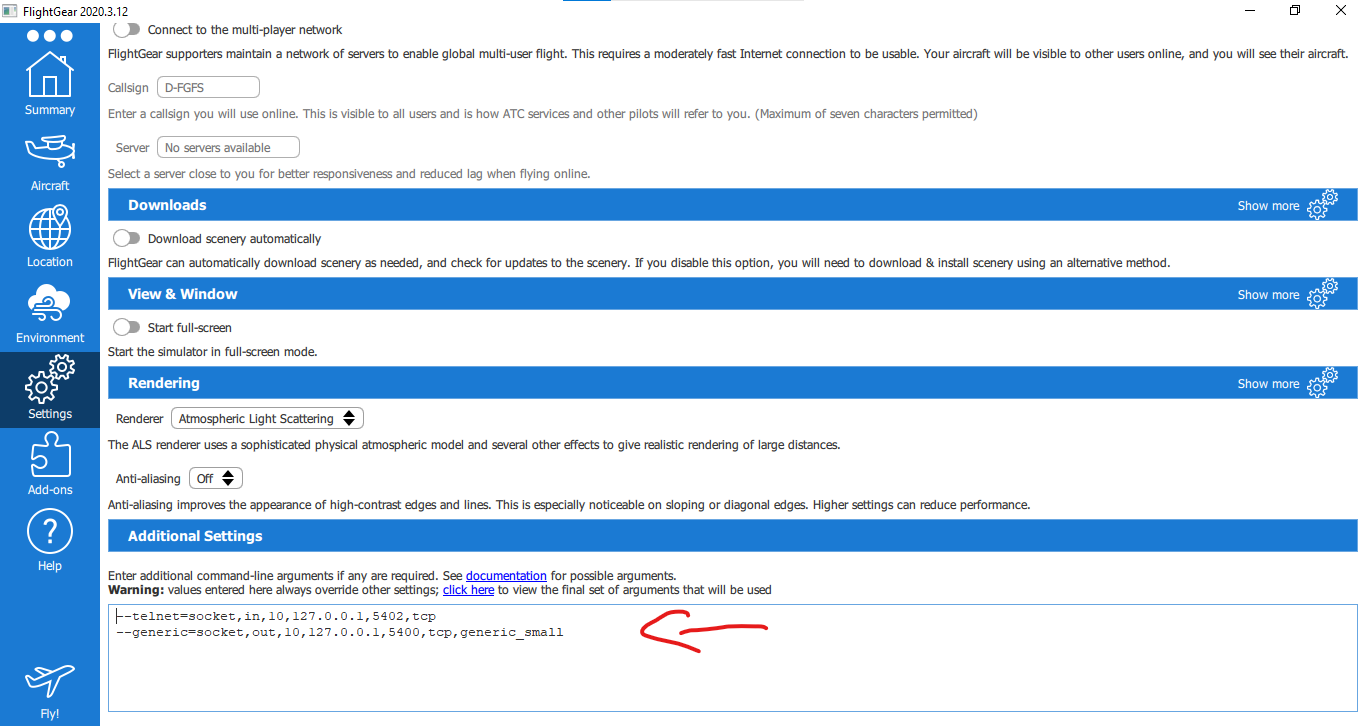 FlightGear 2020.3.12
Summary
Aircraft
Location
Environment
Settings
Add-ons
Help
Fly!
Connect to the multi-player network
FlightGear supporters maintain a network of servers to enable global multi-user flight. This requires a moderately fast Internet connection to be usable. Your aircraft will be visible to other users online, and you will see their aircraft.
Callsign D-FGFS
Enter a callsign you will use online. This is visible to all users and is how ATC services and other pilots will refer to you. (Maximum of seven characters permitted)
Server No servers available
Select a server close to you for better responsiveness and reduced lag when flying online.
Downloads Show more
Download scenery automatically
FlightGear can automatically download scenery as needed, and check for updates to the scenery. If you disable this option, you will need to download & install scenery using an alternative method.
View & Window Show more
Start full-screen
Start the simulator in full-screen mode.
Rendering Show more
Renderer Atmospheric Light Scattering
The ALS renderer uses a sophisticated physical atmospheric model and several other effects to give realistic rendering of large distances.
Anti-aliasing Off
Anti-aliasing improves the appearance of high-contrast edges and lines. This is especially noticeable on sloping or diagonal edges. Higher settings can reduce performance.
Additional Settings
Enter additional command-line arguments if any are required. See documentation for possible arguments.
Warning: values entered here always override other settings; click here to view the final set of arguments that will be used
--telnet=socket,in,10,127.0.0.1,5402,tcp
--generic=socket,out,10,127.0.0.1,5400,tcp,generic_small